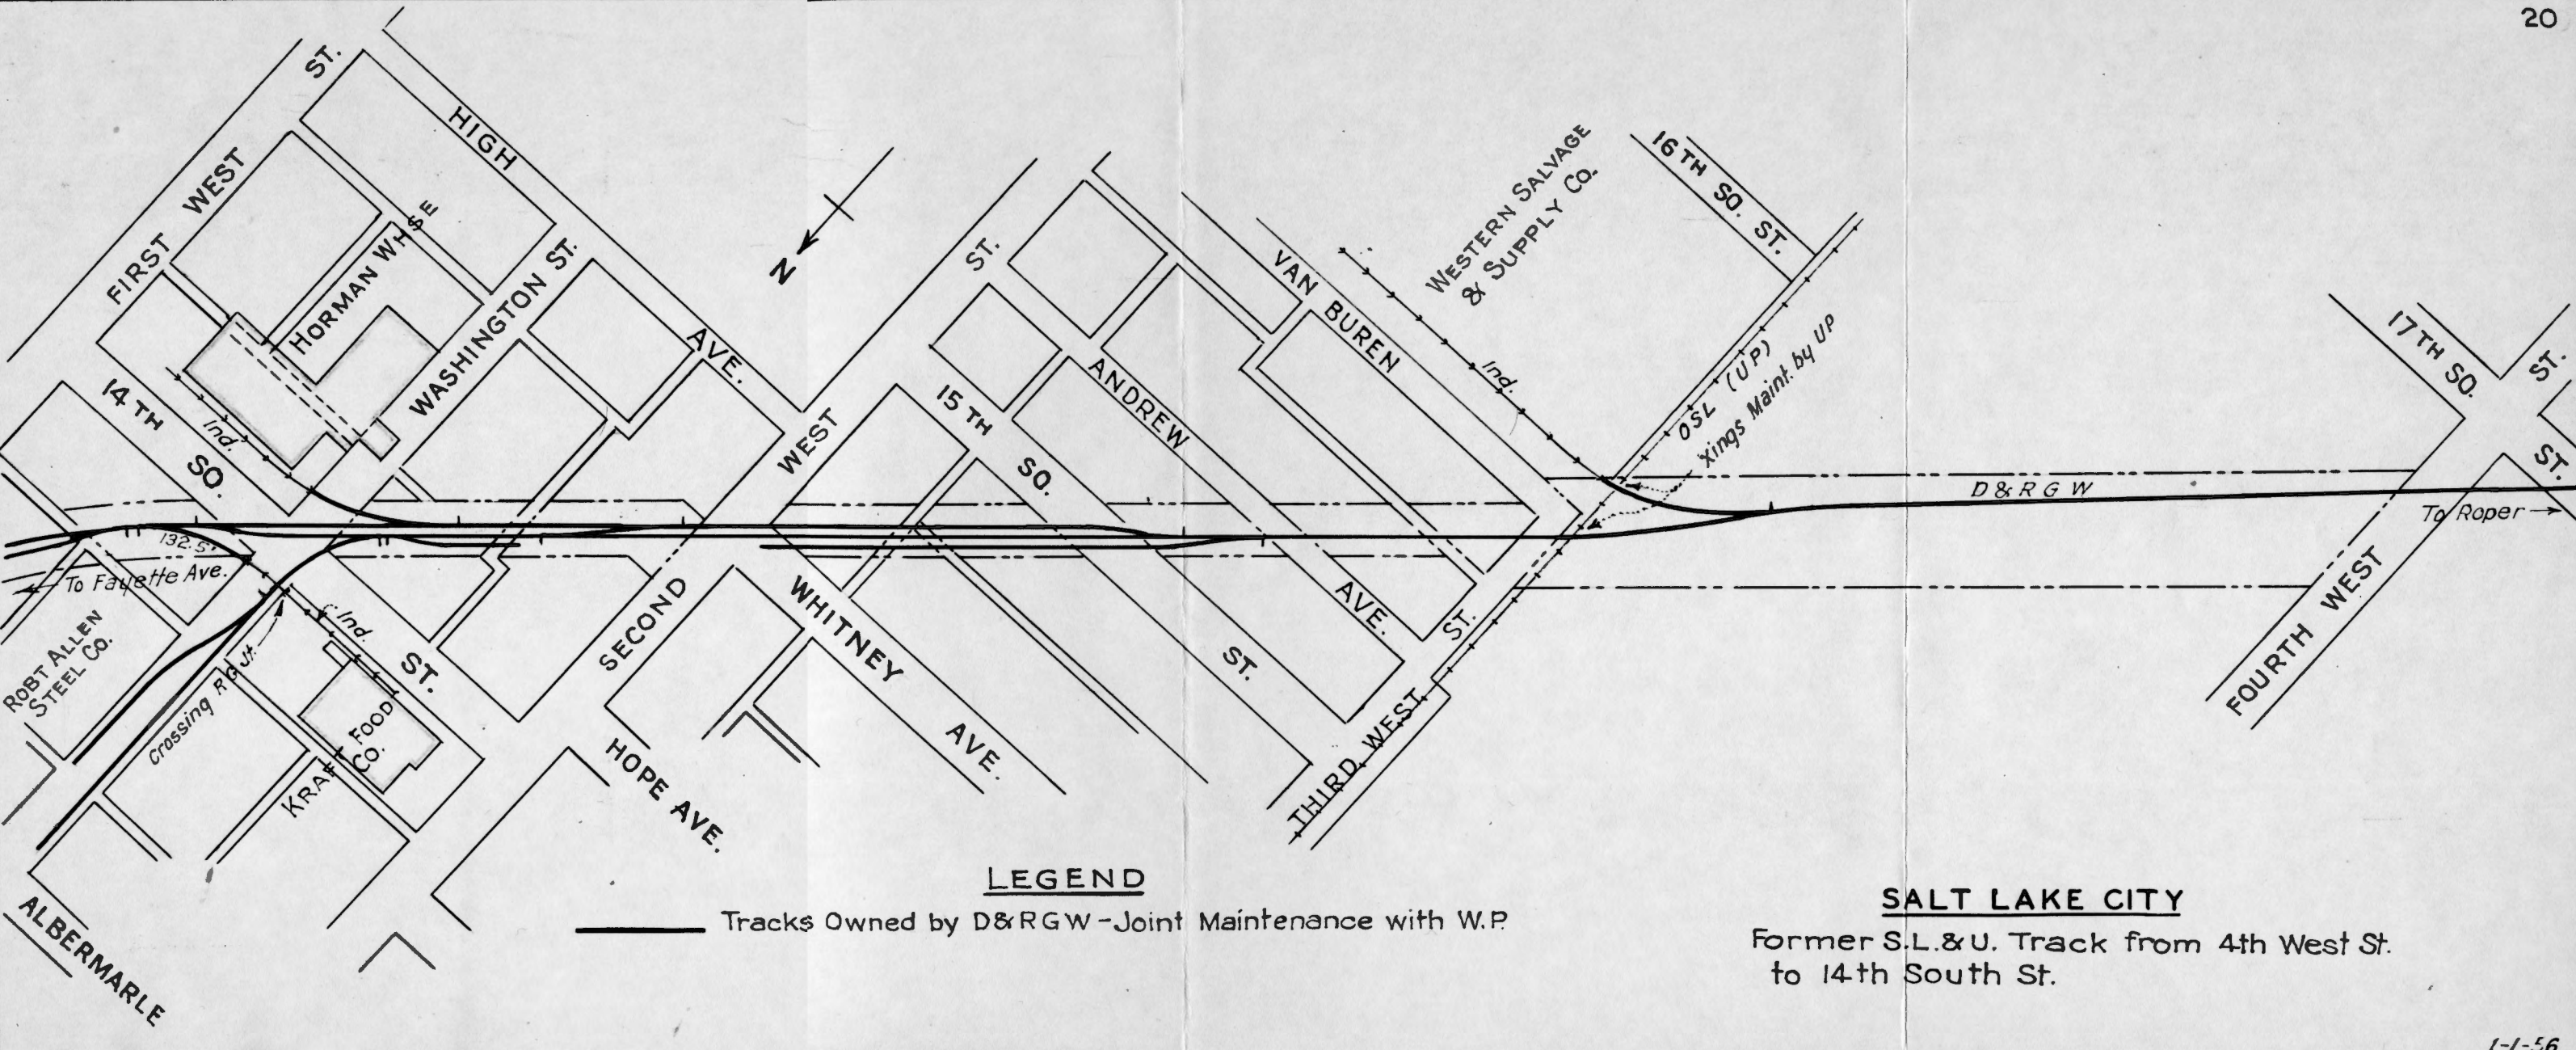 20
FIRST WEST ST.
HIGH AVE.
HORMAN WHSE
WASHINGTON ST.
14TH SO. ST.
Ind.
132.5'
To Fayette Ave.
ROBT ALLEN
STEEL CO.
Crossing RG Jt.
Ind.
KRAFT FOOD
CO.
ALBERMARLE
N
SECOND WEST ST.
HOPE AVE.
WHITNEY AVE.
15TH SO. ST.
ANDREW AVE.
VAN BUREN
WESTERN SALVAGE
& SUPPLY CO.
Ind.
16TH SO. ST.
OSL (UP)
Xings Maint. by UP
THIRD WEST ST.
D&RGW
To Roper
17TH SO. ST.
FOURTH WEST ST.
LEGEND
Tracks Owned by D&RGW-Joint Maintenance with W.P.
SALT LAKE CITY
Former S.L.&U. Track from 4th West St.
to 14th South St.
1-1-56